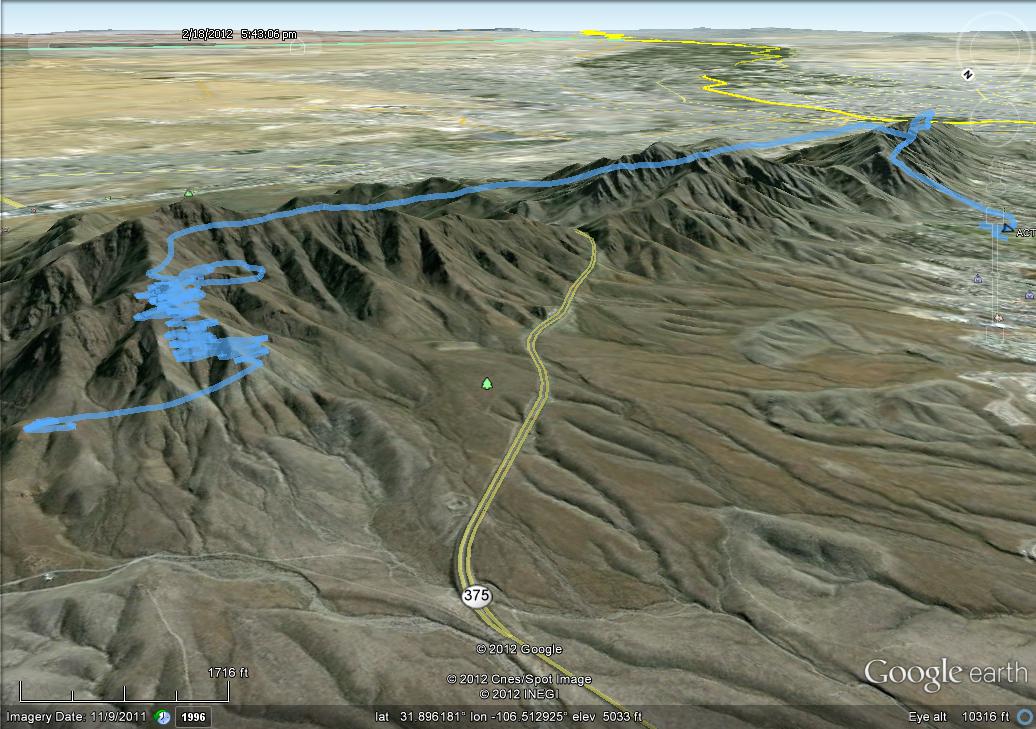 2/18/2012 5:43:06 pm
N
ACT
375
© 2012 Google
1716 ft
© 2012 Cnes/Spot Image
© 2012 INEGI
Google earth
Imagery Date: 11/9/2011 1996 lat 31.896181° lon -106.512925° elev 5033 ft Eye alt 10316 ft